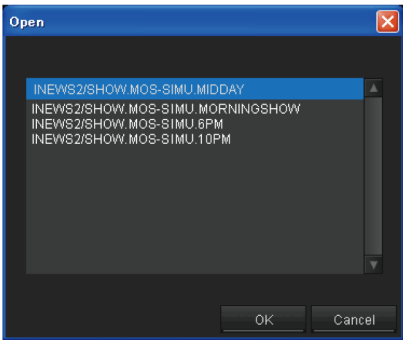 Open
INEWS2/SHOW.MOS-SIMU.MIDDAY
INEWS2/SHOW.MOS-SIMU.MORNINGSHOW
INEWS2/SHOW.MOS-SIMU.6PM
INEWS2/SHOW.MOS-SIMU.10PM
OK Cancel